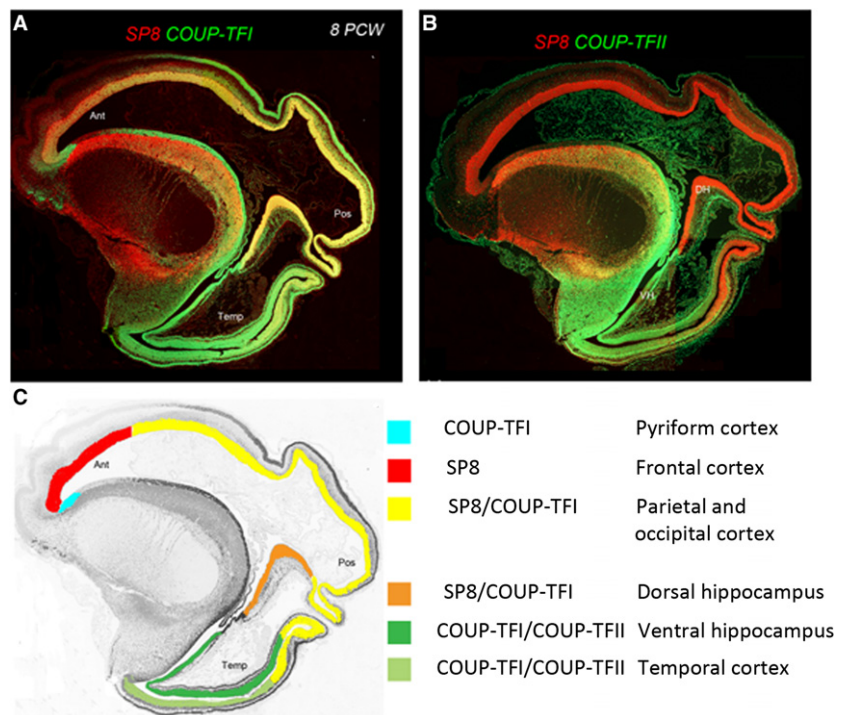 A
SP8 COUP-TFI
8 PCW
Ant
Pos
Temp
B
SP8 COUP-TFII
DH
VH
C
Ant
Pos
Temp
COUP-TFI Pyriform cortex
SP8 Frontal cortex
SP8/COUP-TFI Parietal and
occipital cortex
SP8/COUP-TFI Dorsal hippocampus
COUP-TFI/COUP-TFII Ventral hippocampus
COUP-TFI/COUP-TFII Temporal cortex